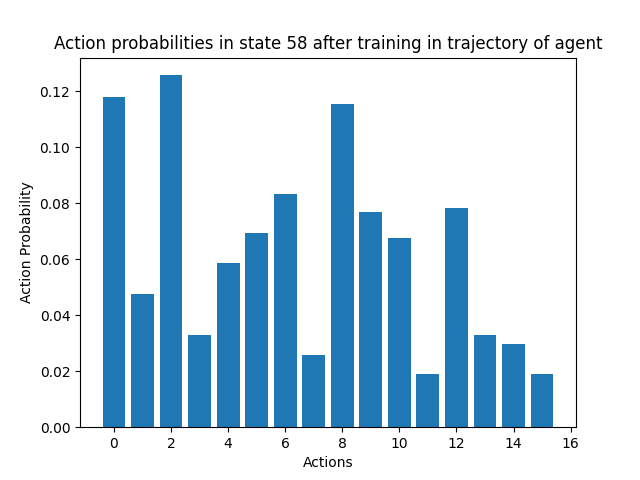 Action probabilities in state 58 after training in trajectory of agent
0.12
0.10
0.08
0.06
0.04
0.02
0.00
Action Probability
0 2 4 6 8 10 12 14 16
Actions